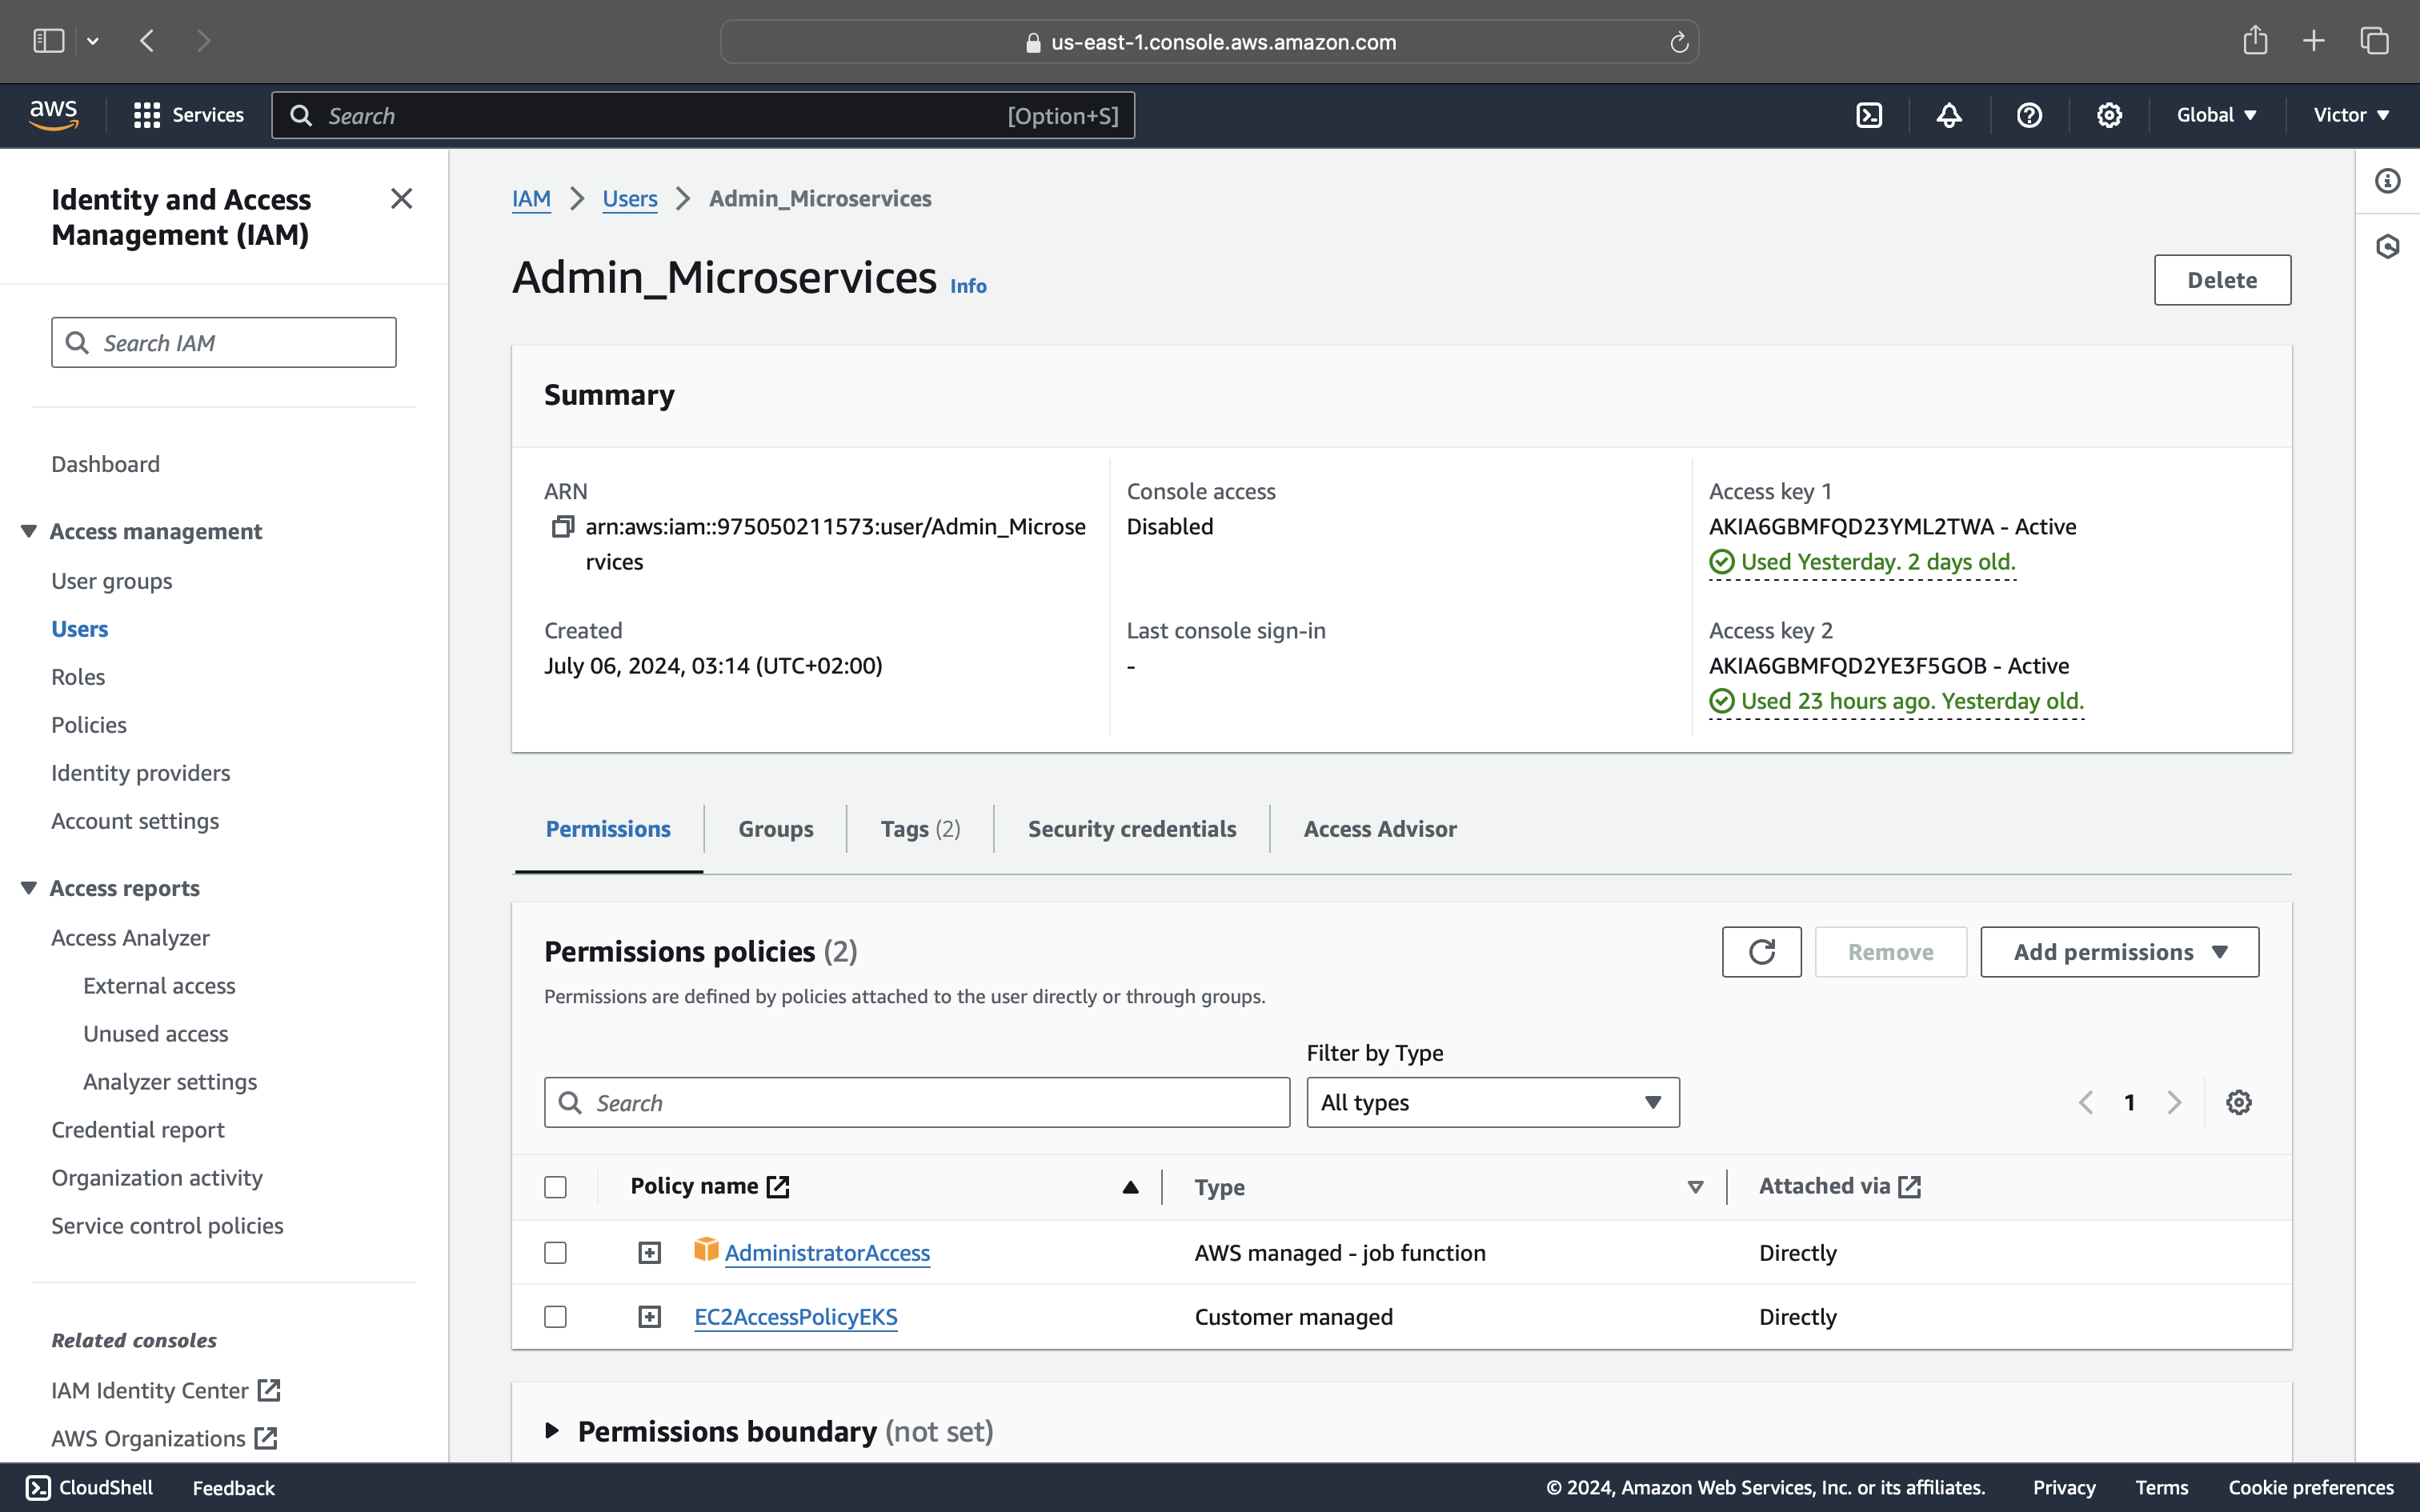 us-east-1.console.aws.amazon.com
aws
Services
Search
[Option+S]
Global
Victor
Identity and Access
Management (IAM)
Search IAM
Dashboard
Access management
User groups
Users
Roles
Policies
Identity providers
Account settings
Access reports
Access Analyzer
External access
Unused access
Analyzer settings
Credential report
Organization activity
Service control policies
Related consoles
IAM Identity Center
AWS Organizations
IAM > Users > Admin_Microservices
Admin_Microservices Info
Delete
Summary
ARN
arn:aws:iam::975050211573:user/Admin_Microse
rvices
Created
July 06, 2024, 03:14 (UTC+02:00)
Console access
Disabled
Last console sign-in
-
Access key 1
AKIA6GBMFQD23YML2TWA - Active
Used Yesterday. 2 days old.
Access key 2
AKIA6GBMFQD2YE3F5GOB - Active
Used 23 hours ago. Yesterday old.
Permissions
Groups
Tags (2)
Security credentials
Access Advisor
Permissions policies (2)
Remove
Add permissions
Permissions are defined by policies attached to the user directly or through groups.
Filter by Type
Search
All types
1
Policy name
Type
Attached via
AdministratorAccess
AWS managed - job function
Directly
EC2AccessPolicyEKS
Customer managed
Directly
Permissions boundary (not set)
CloudShell
Feedback
© 2024, Amazon Web Services, Inc. or its affiliates.
Privacy
Terms
Cookie preferences